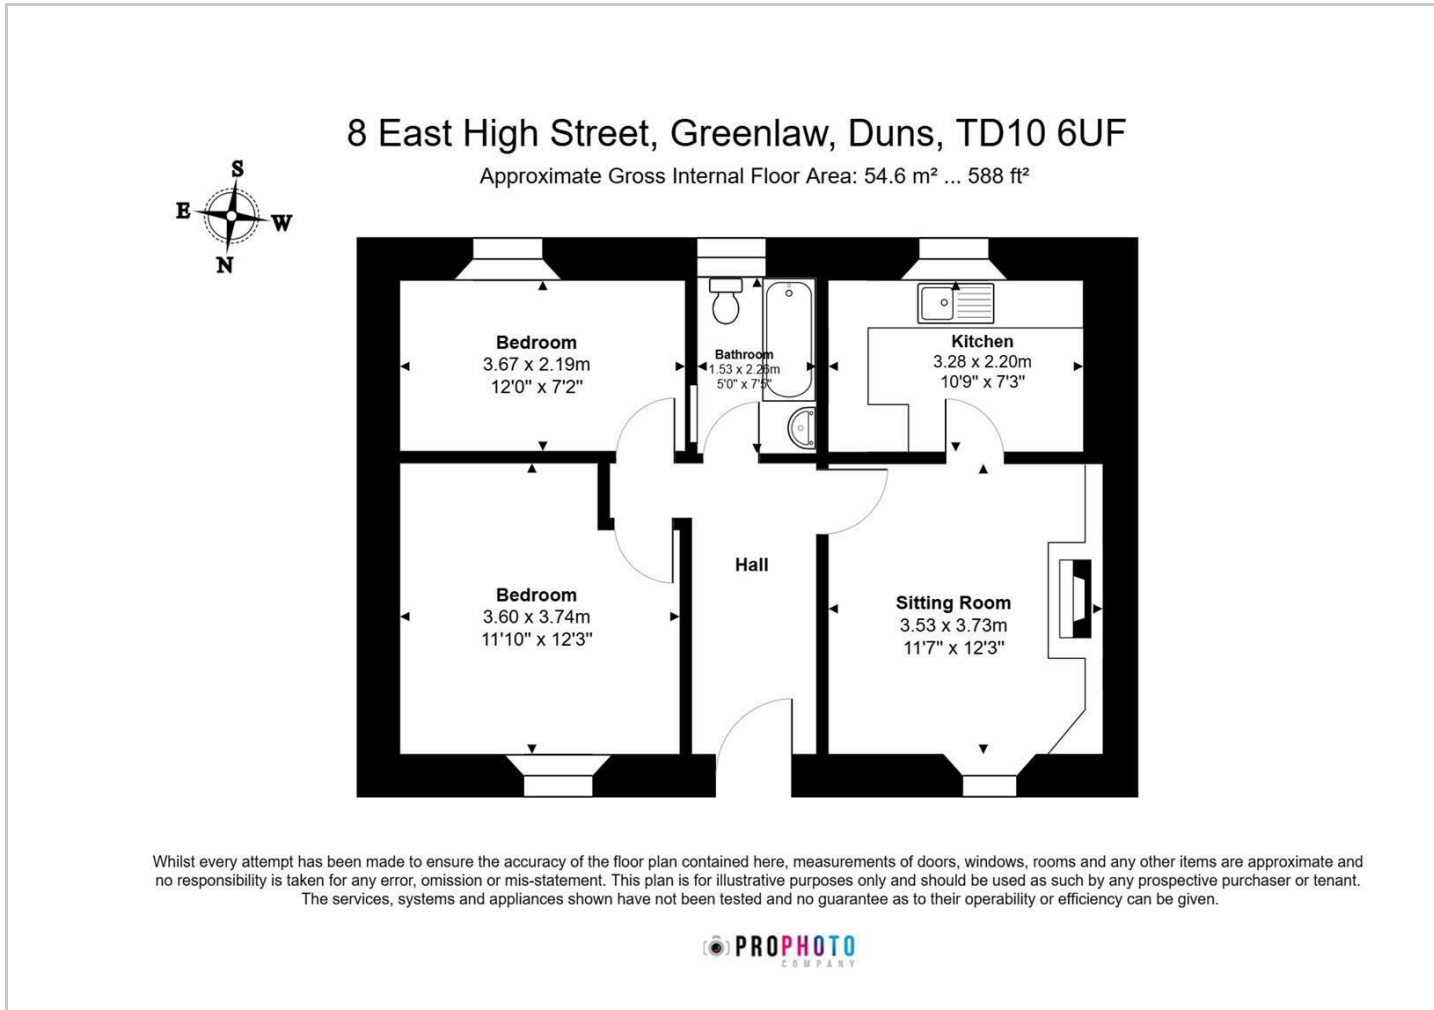 8 East High Street, Greenlaw, Duns, TD10 6UF
Approximate Gross Internal Floor Area: 54.6 m² ... 588 ft²
S
E
W
N
Bedroom
3.67 x 2.19m
12'0" x 7'2"
Bathroom
1.53 x 2.26m
5'0" x 7'5"
Kitchen
3.28 x 2.20m
10'9" x 7'3"
Hall
Bedroom
3.60 x 3.74m
11'10" x 12'3"
Sitting Room
3.53 x 3.73m
11'7" x 12'3"
Whilst every attempt has been made to ensure the accuracy of the floor plan contained here, measurements of doors, windows, rooms and any other items are approximate and
no responsibility is taken for any error, omission or mis-statement. This plan is for illustrative purposes only and should be used as such by any prospective purchaser or tenant.
The services, systems and appliances shown have not been tested and no guarantee as to their operability or efficiency can be given.
PROPHOTO
COMPANY